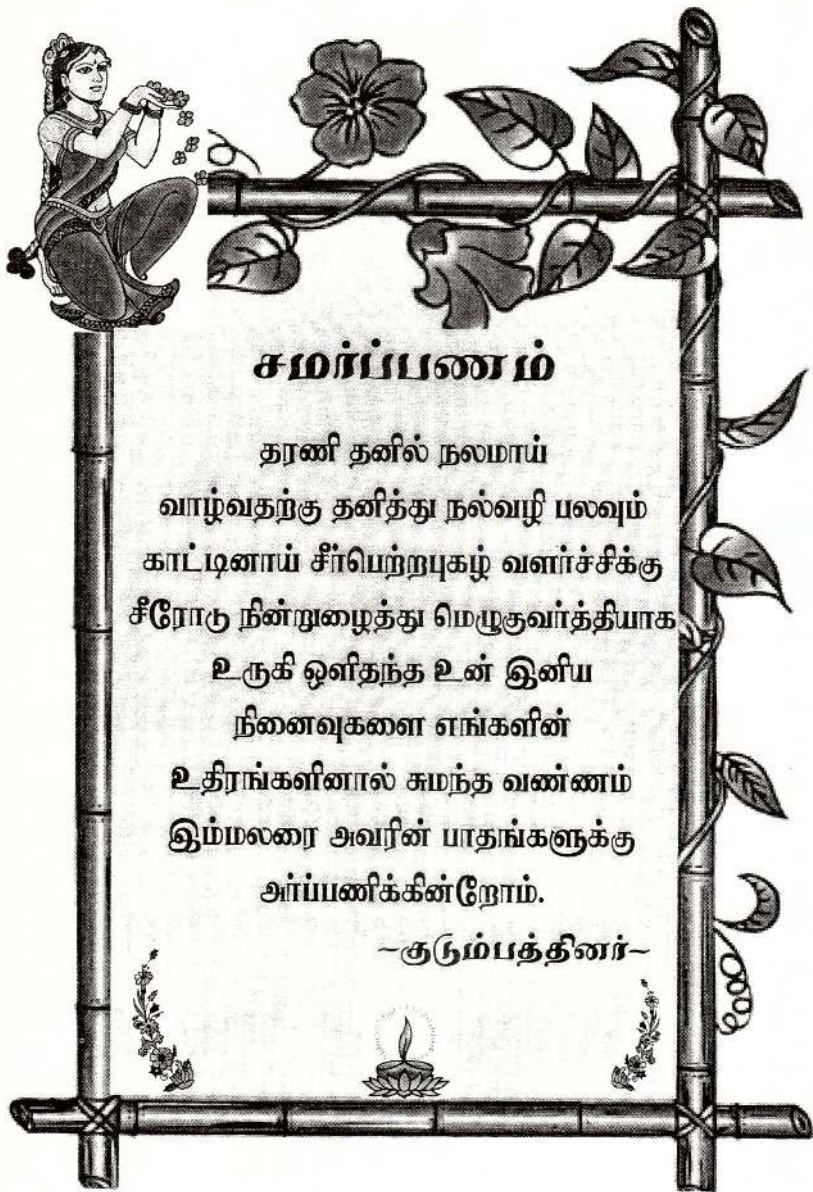 சமர்ப்பணம்
தரணி தனில் நலமாய்
வாழ்வதற்கு தனித்து நல்வழி பலவும்
காட்டினாய் சீர்பெற்றபுகழ் வளர்ச்சிக்கு
சீரோடு நின்றுழைத்து மெழுகுவர்த்தியாக
உருகி ஒளிதந்த உன் இனிய
நினைவுகளை எங்களின்
உதிரங்களினால் சுமந்த வண்ணம்
இம்மலரை அவரின் பாதங்களுக்கு
அர்ப்பணிக்கின்றோம்.
~குடும்பத்தினர்~